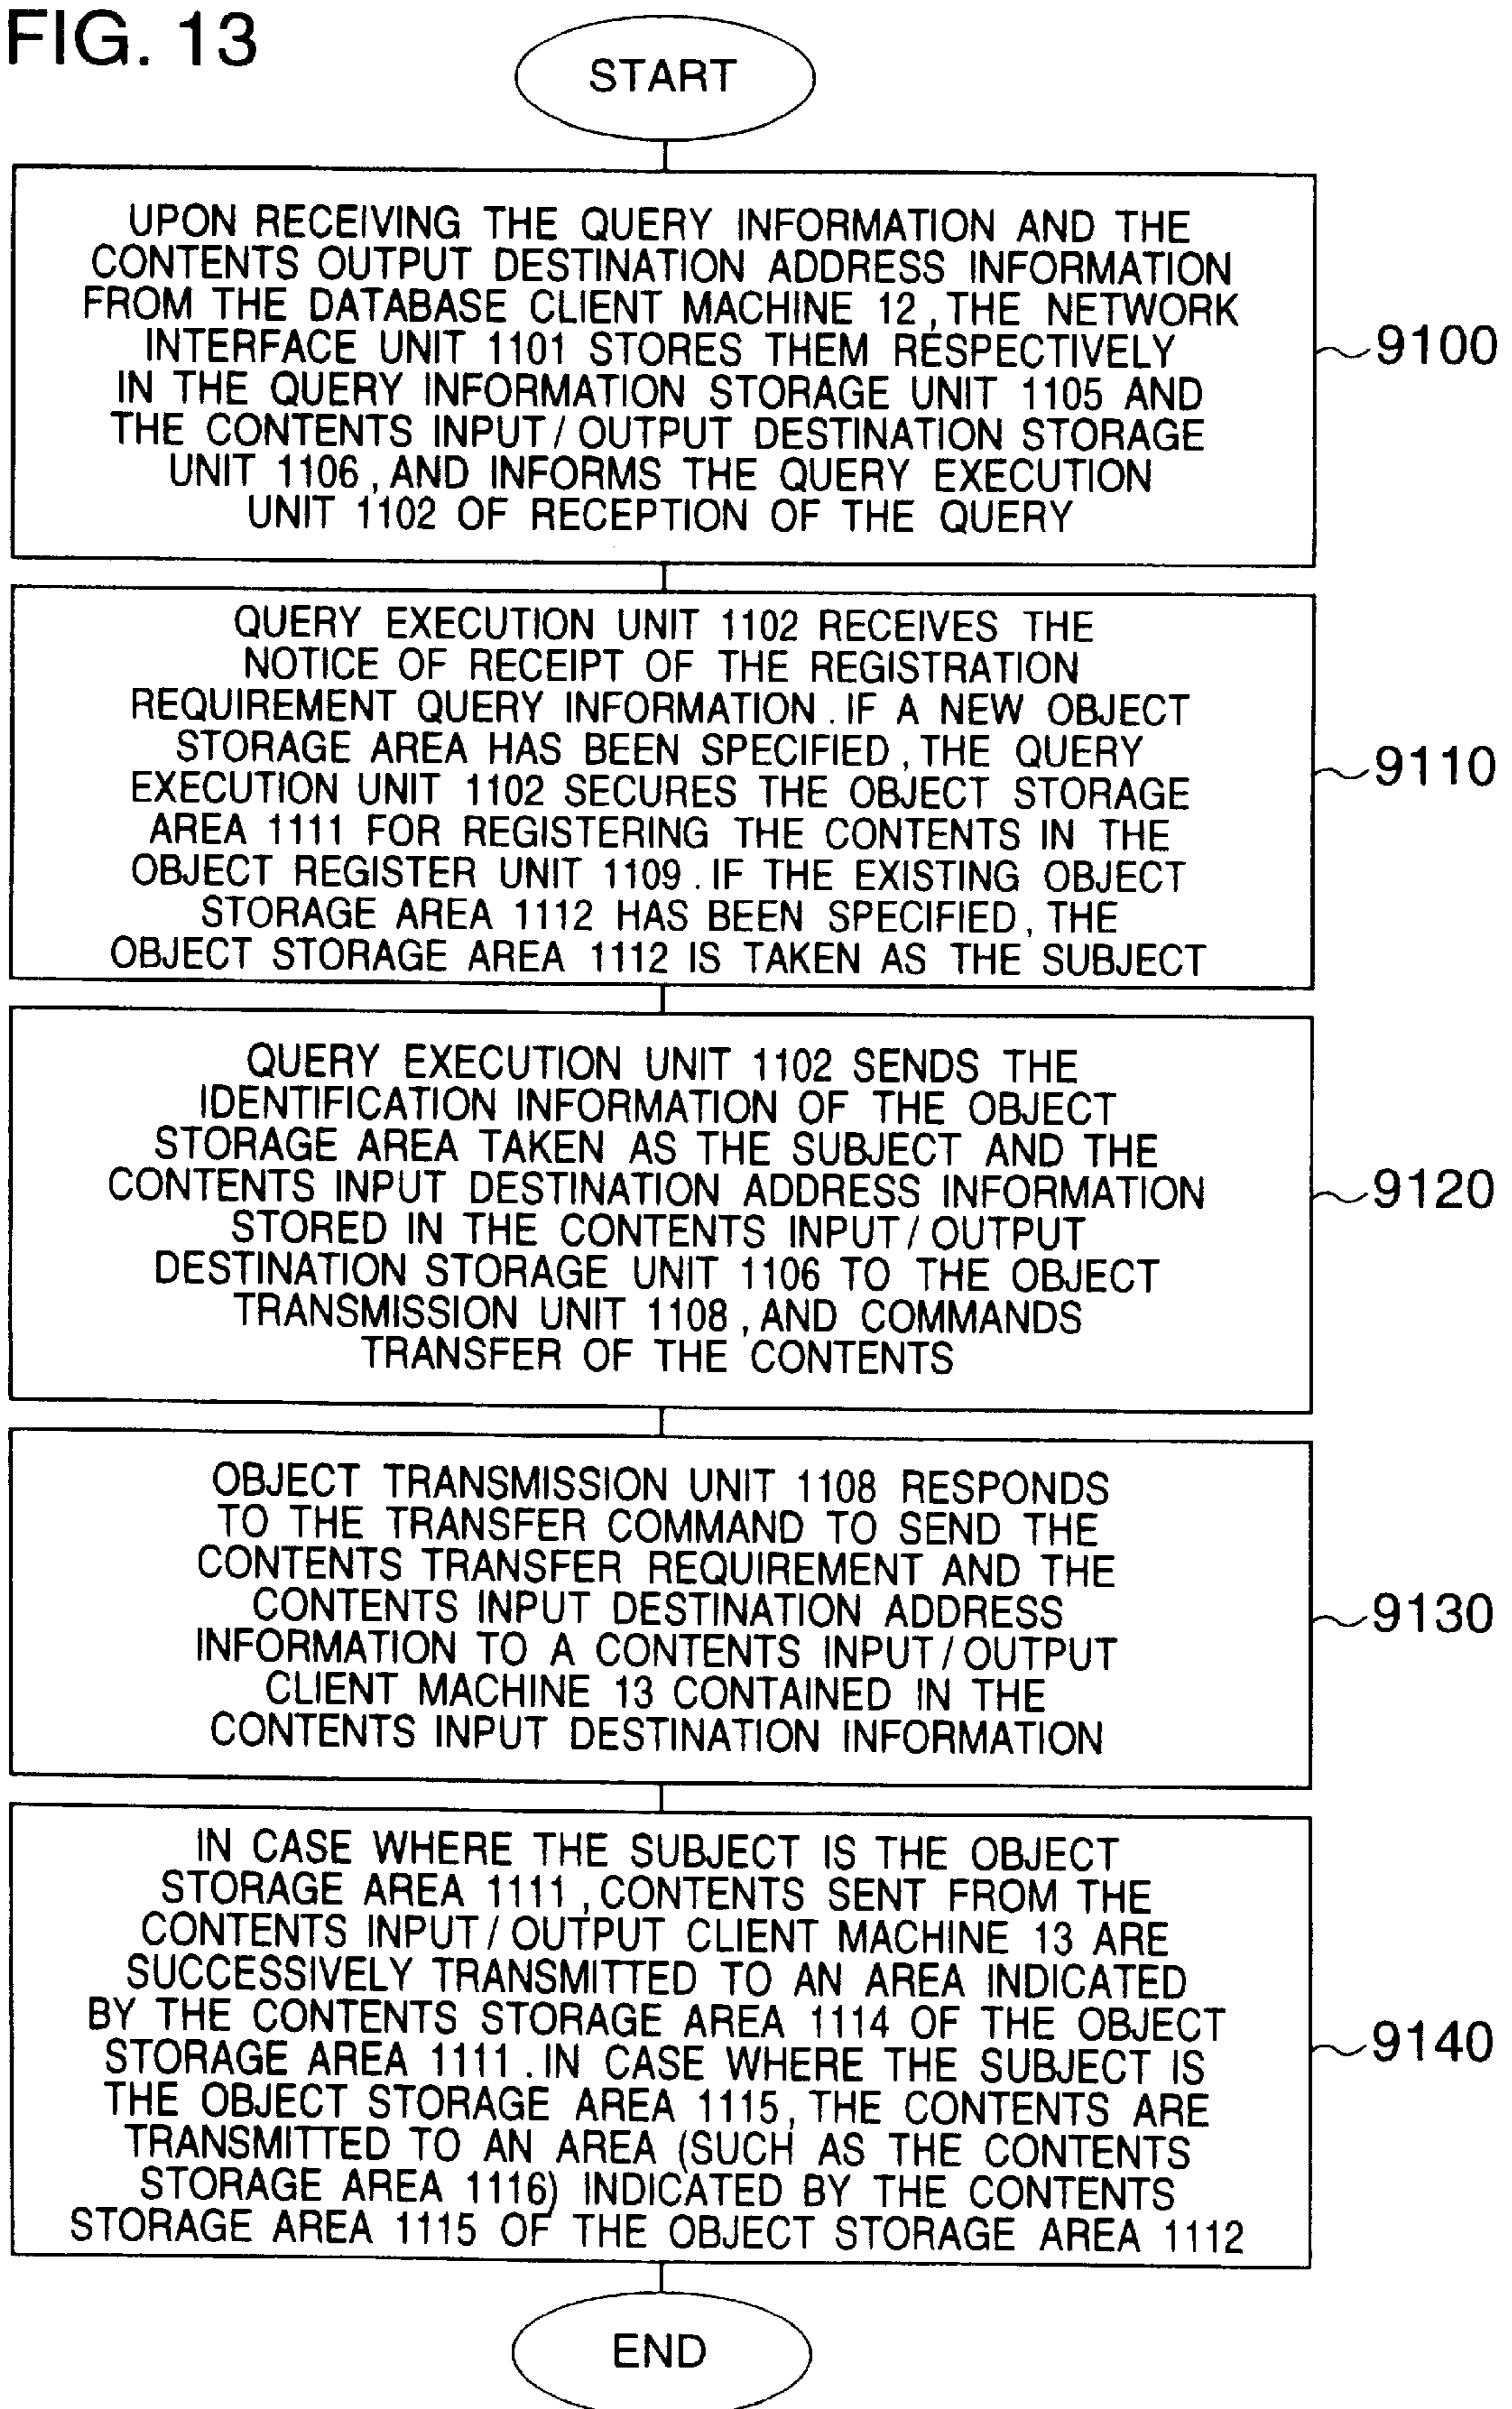 FIG. 13
START
UPON RECEIVING THE QUERY INFORMATION AND THE
CONTENTS OUTPUT DESTINATION ADDRESS INFORMATION
FROM THE DATABASE CLIENT MACHINE 12, THE NETWORK
INTERFACE UNIT 1101 STORES THEM RESPECTIVELY
IN THE QUERY INFORMATION STORAGE UNIT 1105 AND
THE CONTENTS INPUT/OUTPUT DESTINATION STORAGE
UNIT 1106, AND INFORMS THE QUERY EXECUTION
UNIT 1102 OF RECEPTION OF THE QUERY
9100
QUERY EXECUTION UNIT 1102 RECEIVES THE
NOTICE OF RECEIPT OF THE REGISTRATION
REQUIREMENT QUERY INFORMATION. IF A NEW OBJECT
STORAGE AREA HAS BEEN SPECIFIED, THE QUERY
EXECUTION UNIT 1102 SECURES THE OBJECT STORAGE
AREA 1111 FOR REGISTERING THE CONTENTS IN THE
OBJECT REGISTER UNIT 1109. IF THE EXISTING OBJECT
STORAGE AREA 1112 HAS BEEN SPECIFIED, THE
OBJECT STORAGE AREA 1112 IS TAKEN AS THE SUBJECT
9110
QUERY EXECUTION UNIT 1102 SENDS THE
IDENTIFICATION INFORMATION OF THE OBJECT
STORAGE AREA TAKEN AS THE SUBJECT AND THE
CONTENTS INPUT DESTINATION ADDRESS INFORMATION
STORED IN THE CONTENTS INPUT/OUTPUT
DESTINATION STORAGE UNIT 1106 TO THE OBJECT
TRANSMISSION UNIT 1108, AND COMMANDS
TRANSFER OF THE CONTENTS
9120
OBJECT TRANSMISSION UNIT 1108 RESPONDS
TO THE TRANSFER COMMAND TO SEND THE
CONTENTS TRANSFER REQUIREMENT AND THE
CONTENTS INPUT DESTINATION ADDRESS
INFORMATION TO A CONTENTS INPUT/OUTPUT
CLIENT MACHINE 13 CONTAINED IN THE
CONTENTS INPUT DESTINATION INFORMATION
9130
IN CASE WHERE THE SUBJECT IS THE OBJECT
STORAGE AREA 1111, CONTENTS SENT FROM THE
CONTENTS INPUT/OUTPUT CLIENT MACHINE 13 ARE
SUCCESSIVELY TRANSMITTED TO AN AREA INDICATED
BY THE CONTENTS STORAGE AREA 1114 OF THE OBJECT
STORAGE AREA 1111. IN CASE WHERE THE SUBJECT IS
THE OBJECT STORAGE AREA 1115, THE CONTENTS ARE
TRANSMITTED TO AN AREA (SUCH AS THE CONTENTS
STORAGE AREA 1116) INDICATED BY THE CONTENTS
STORAGE AREA 1115 OF THE OBJECT STORAGE AREA 1112
9140
END